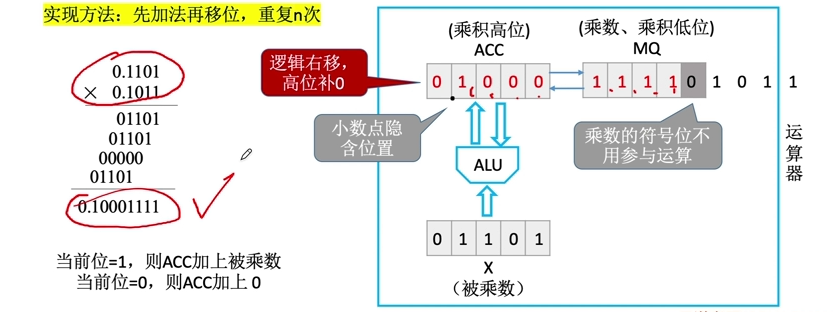 实现方法：先加法再移位，重复n次
0.1101
× 0.1011
01101
01101
00000
01101
0.10001111
当前位=1，则ACC加上被乘数
当前位=0，则ACC加上 0
(乘积高位)
ACC
(乘数、乘积低位)
MQ
逻辑右移，
高位补0
0 1 0 0 0
1 1 1 1 0 1 0 1 1
小数点隐
含位置
乘数的符号位不
用参与运算
ALU
运算器
0 1 1 0 1
X
（被乘数）